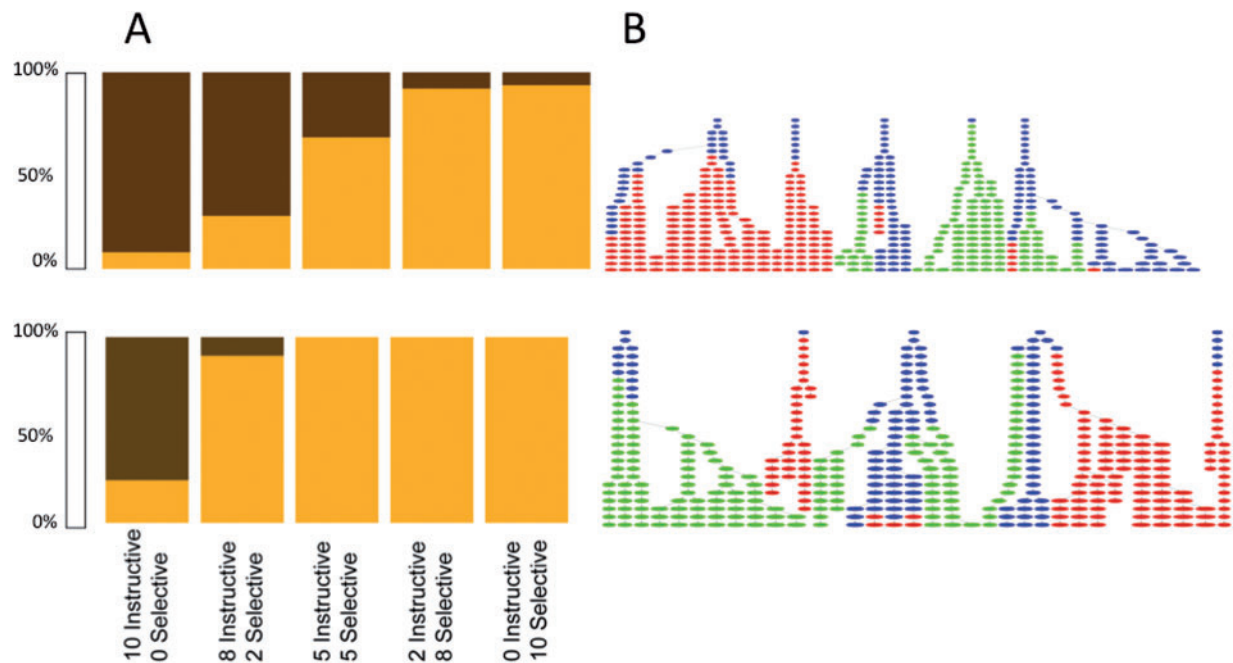 A
B
100%
50%
0%
100%
50%
0%
10 Instructive
0 Selective
8 Instructive
2 Selective
5 Instructive
5 Selective
2 Instructive
8 Selective
0 Instructive
10 Selective